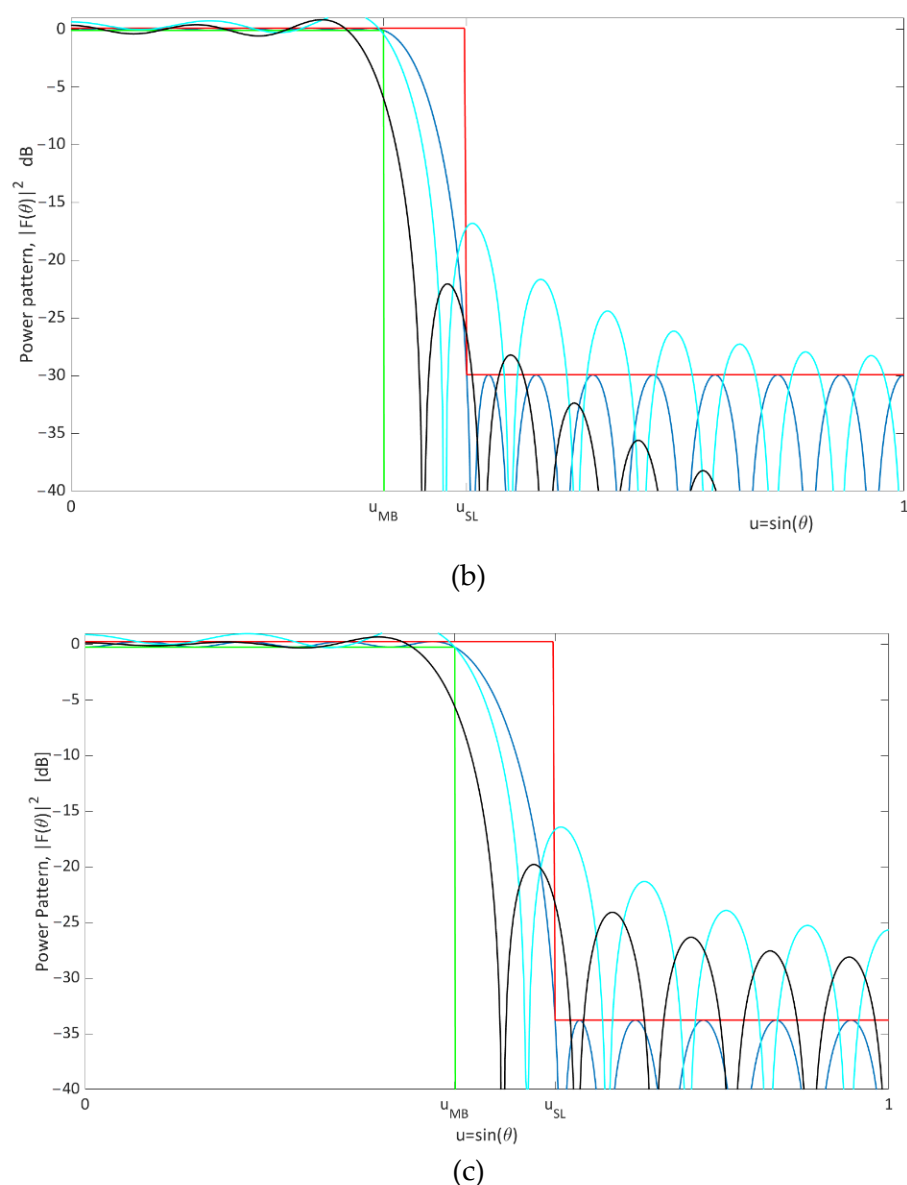 0
−5
−10
−15
−20
−25
−30
−35
−40
Power pattern, |F(θ)|² dB
0
u_MB
u_SL
1
u=sin(θ)
(b)
0
−5
−10
−15
−20
−25
−30
−35
−40
Power Pattern, |F(θ)|² [dB]
0
u_MB
u_SL
1
u=sin(θ)
(c)